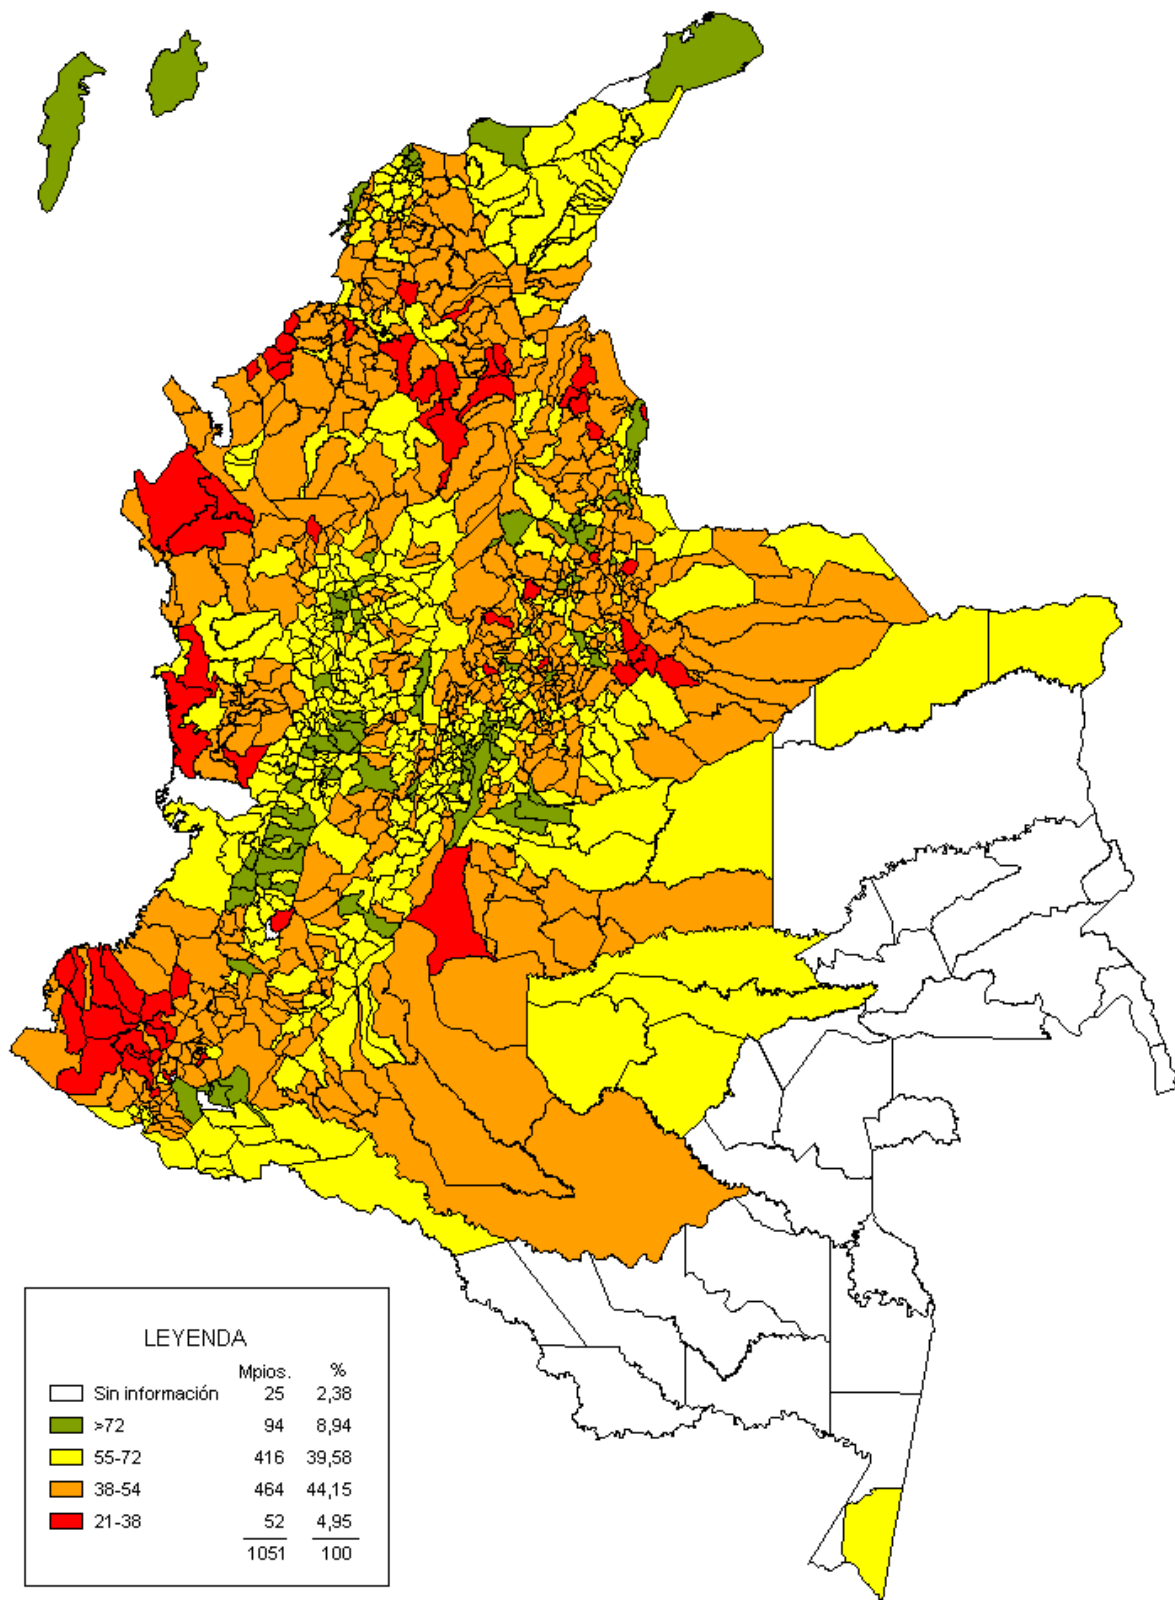 LEYENDA
Mpios. %
Sin información 25 2,38
>72 94 8,94
55-72 416 39,58
38-54 464 44,15
21-38 52 4,95
1051 100